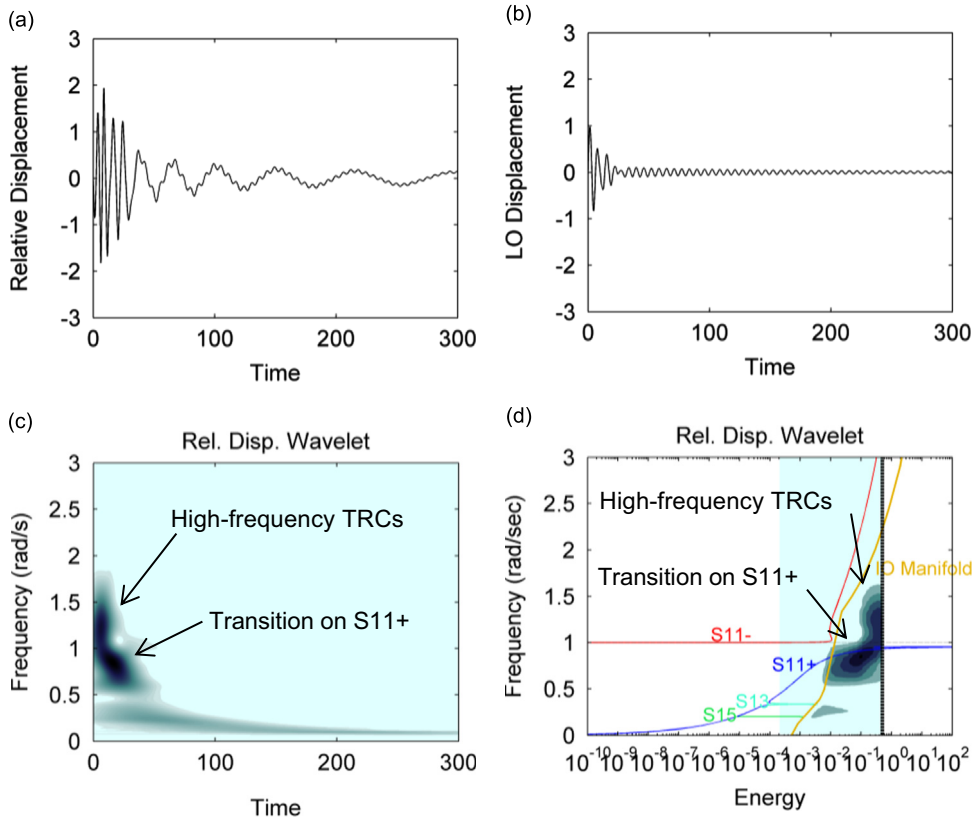 (a)
3
2
1
0
-1
-2
-3
Relative Displacement
0 100 200 300
Time
(b)
3
2
1
0
-1
-2
-3
LO Displacement
0 100 200 300
Time
(c)
Rel. Disp. Wavelet
3
2.5
2
1.5
1
0.5
0
Frequency (rad/s)
High-frequency TRCs
Transition on S11+
0 100 200 300
Time
(d)
Rel. Disp. Wavelet
3
2.5
2
1.5
1
0.5
0
Frequency (rad/sec)
High-frequency TRCs
Transition on S11+
IO Manifold
S11-
S11+
S13
S15
10^-10 10^-9 10^-8 10^-7 10^-6 10^-5 10^-4 10^-3 10^-2 10^-1 10^0 10^1 10^2
Energy